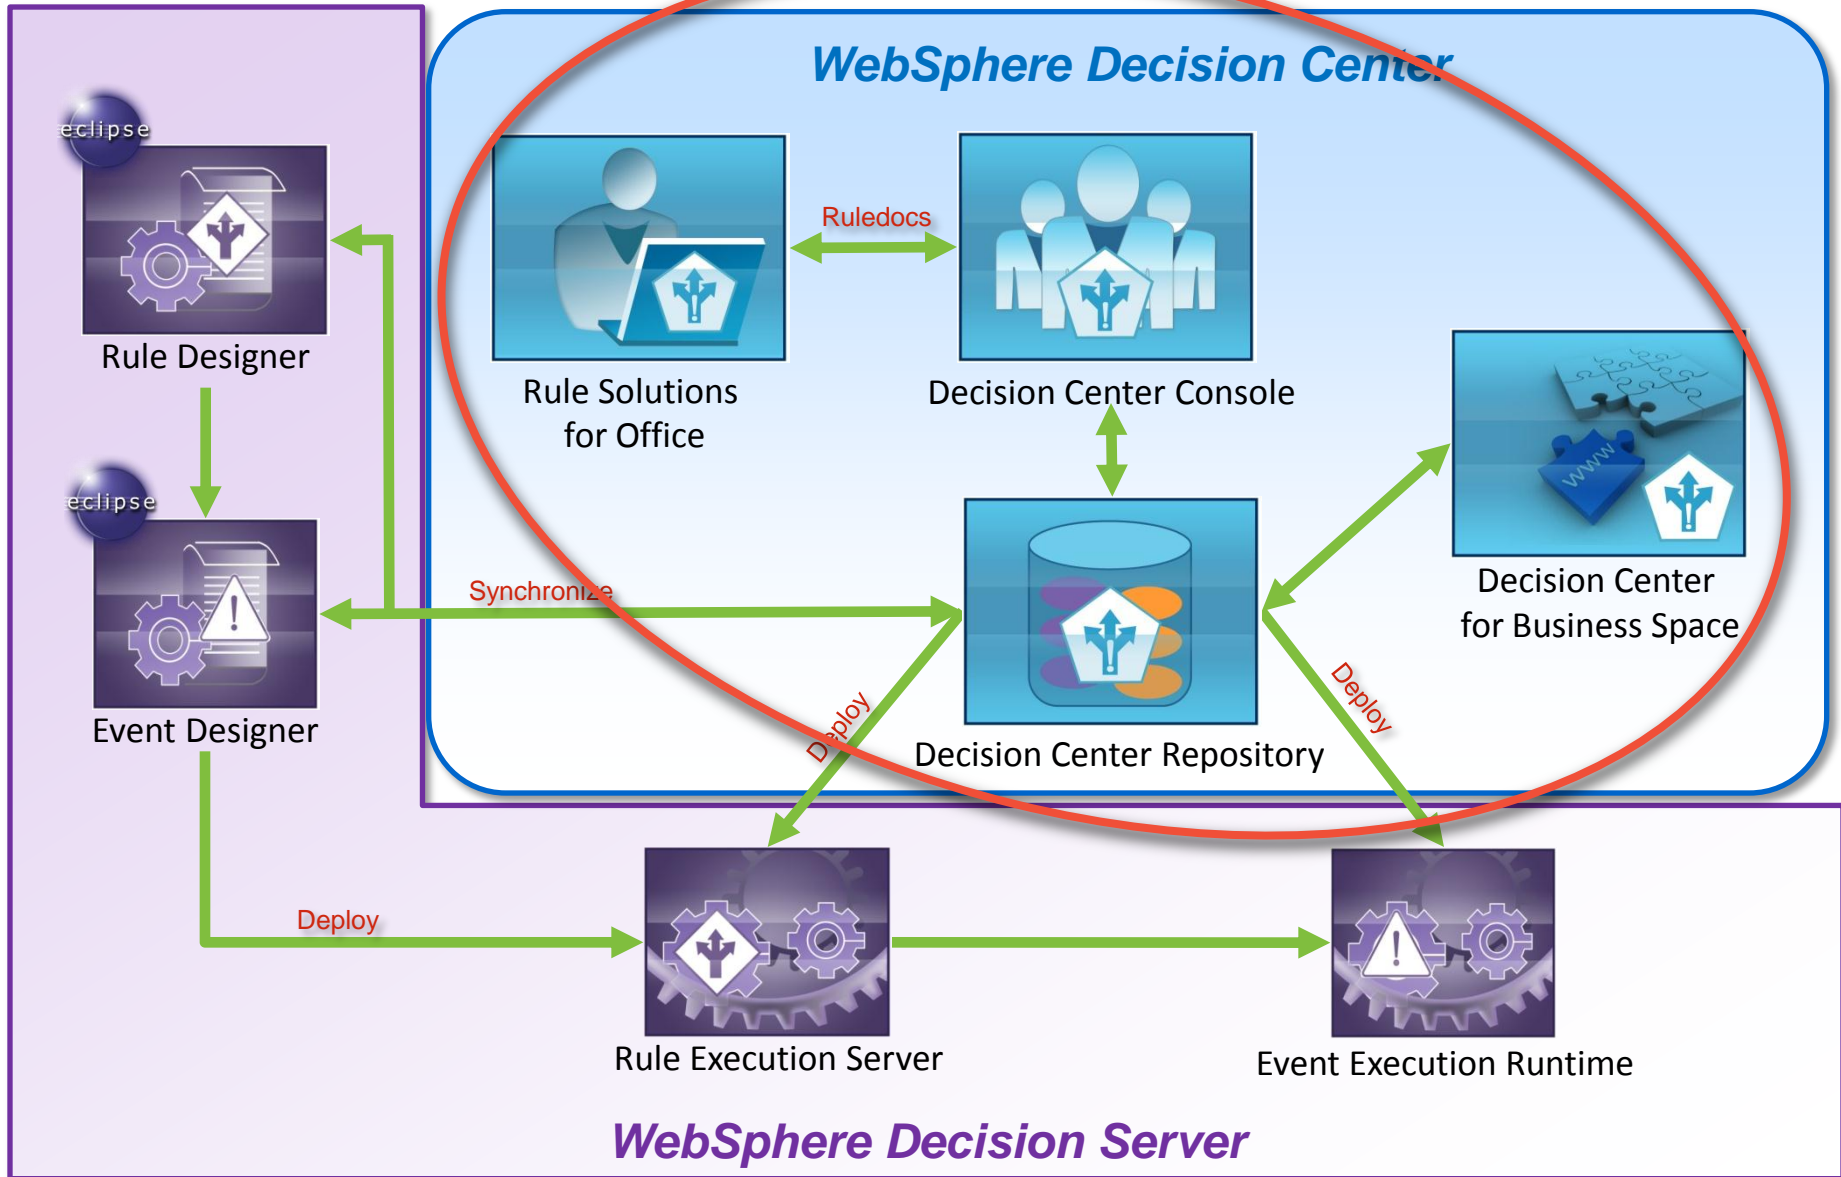 WebSphere Decision Center
eclipse
Ruledocs
Rule Designer
Rule Solutions
for Office
Decision Center Console
eclipse
www
Synchronize
Decision Center
for Business Space
Deploy
Deploy
Event Designer
Decision Center Repository
Deploy
Rule Execution Server
Event Execution Runtime
WebSphere Decision Server